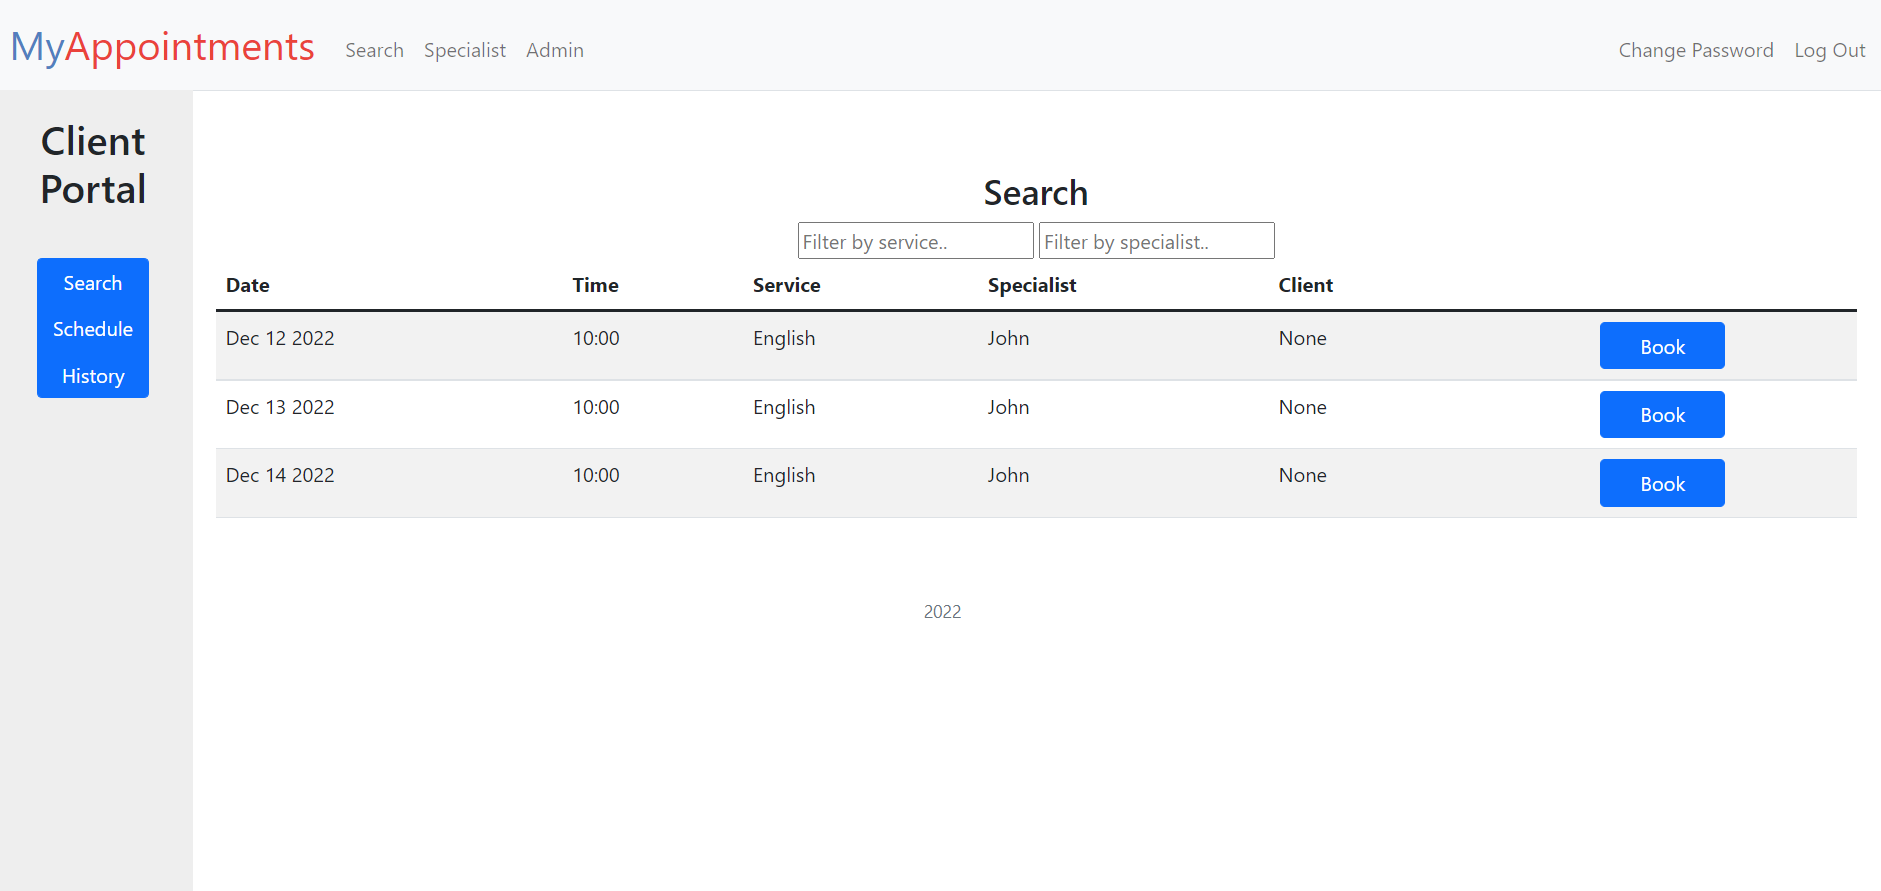 MyAppointments Search Specialist Admin Change Password Log Out
Client
Portal
Search
Schedule
History
Search
Filter by service.. Filter by specialist..
Date Time Service Specialist Client
Dec 12 2022 10:00 English John None Book
Dec 13 2022 10:00 English John None Book
Dec 14 2022 10:00 English John None Book
2022